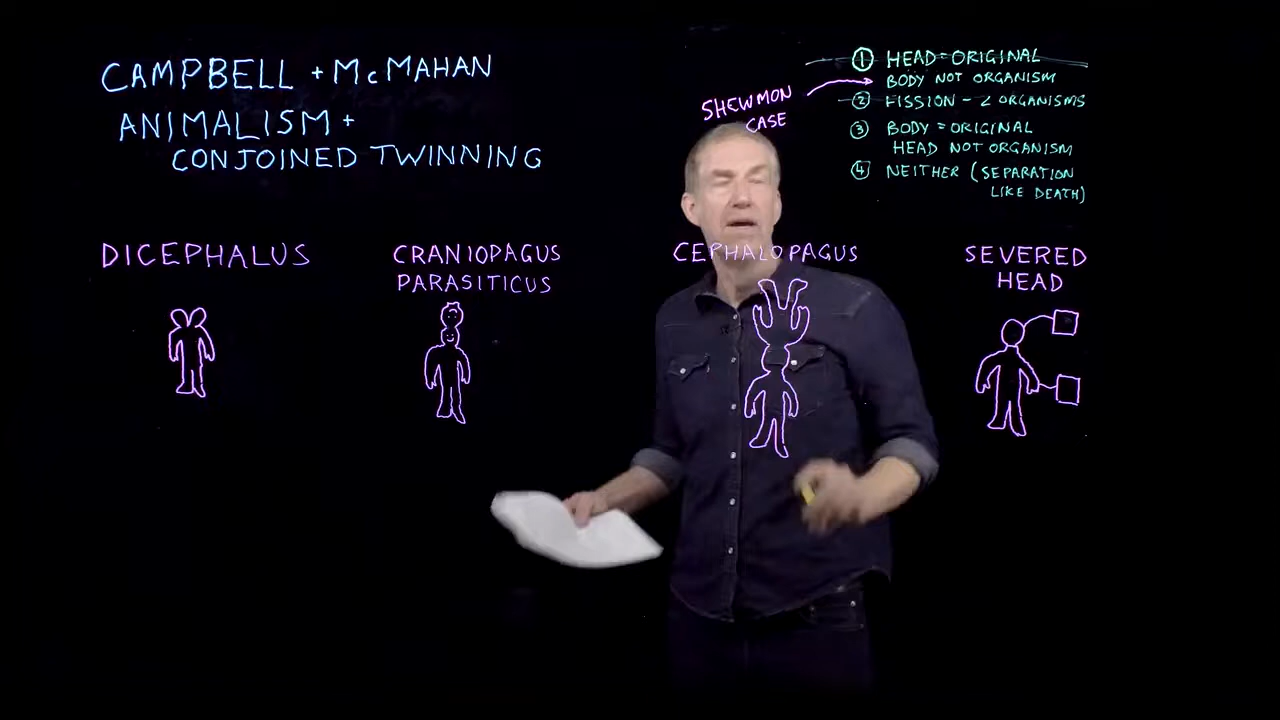 CAMPBELL + McMAHAN
ANIMALISM +
CONJOINED TWINNING
SHEWMON
CASE
① HEAD=ORIGINAL
BODY NOT ORGANISM
② FISSION - 2 ORGANISMS
③ BODY = ORIGINAL
HEAD NOT ORGANISM
④ NEITHER (SEPARATION
LIKE DEATH)
DICEPHALUS
CRANIOPAGUS
PARASITICUS
CEPHALOPAGUS
SEVERED
HEAD